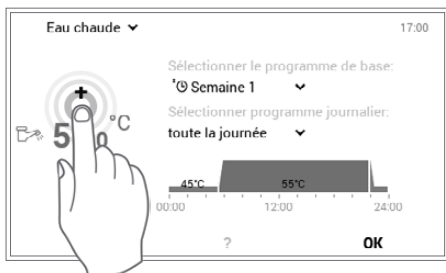 Eau chaude
17:00
Sélectionner le programme de base:
Semaine 1
Sélectionner programme journalier:
toute la journée
+
5 °C
45°C
55°C
00:00 12:00 24:00
? OK